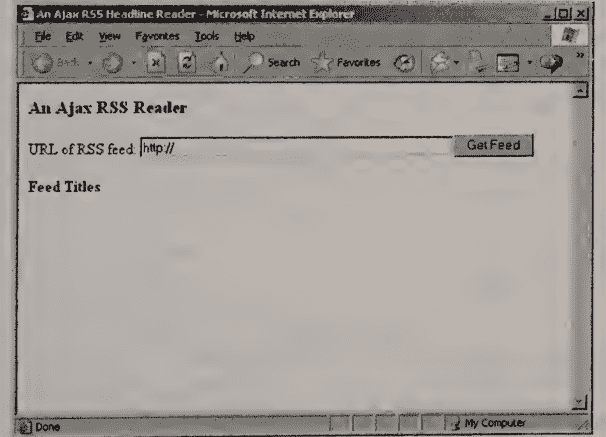 An Ajax RSS Headline Reader - Microsoft Internet Explorer
File Edit View Favorites Tools Help
Back Search Favorites »
An Ajax RSS Reader
URL of RSS feed: http:// Get Feed
Feed Titles
Done My Computer